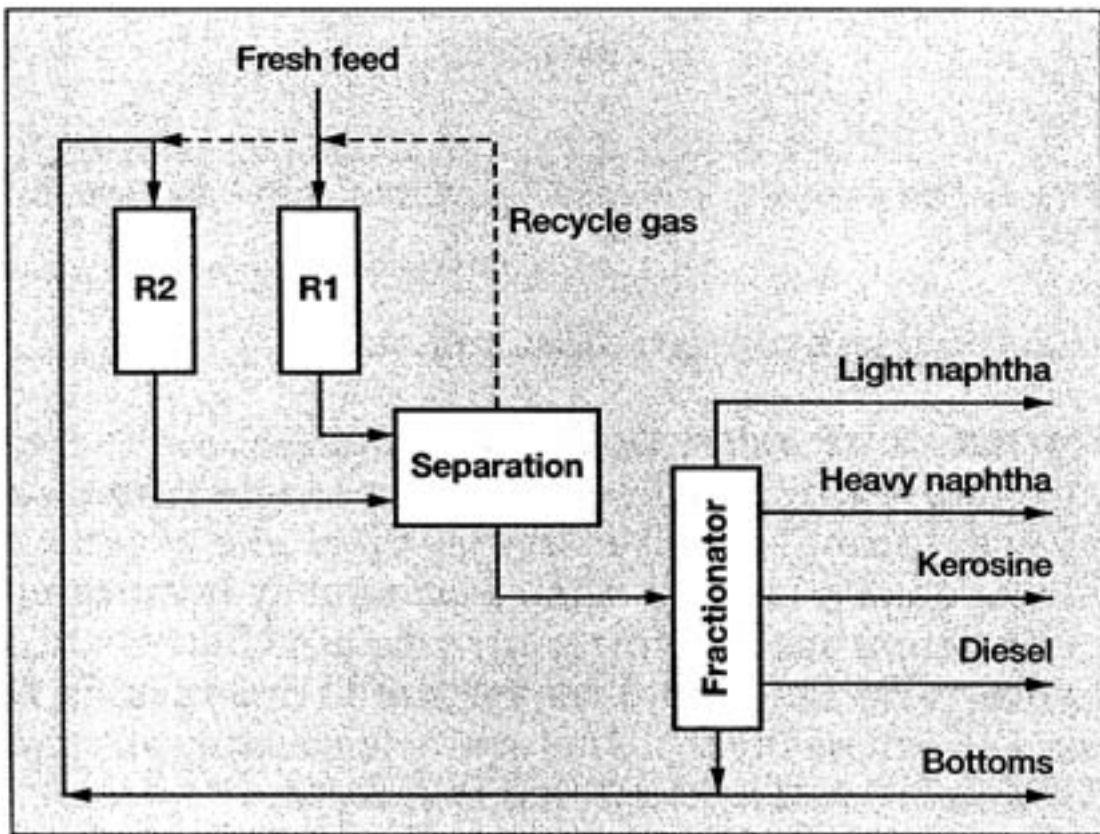 Fresh feed
Recycle gas
R2
R1
Light naphtha
Separation
Heavy naphtha
Fractionator
Kerosine
Diesel
Bottoms